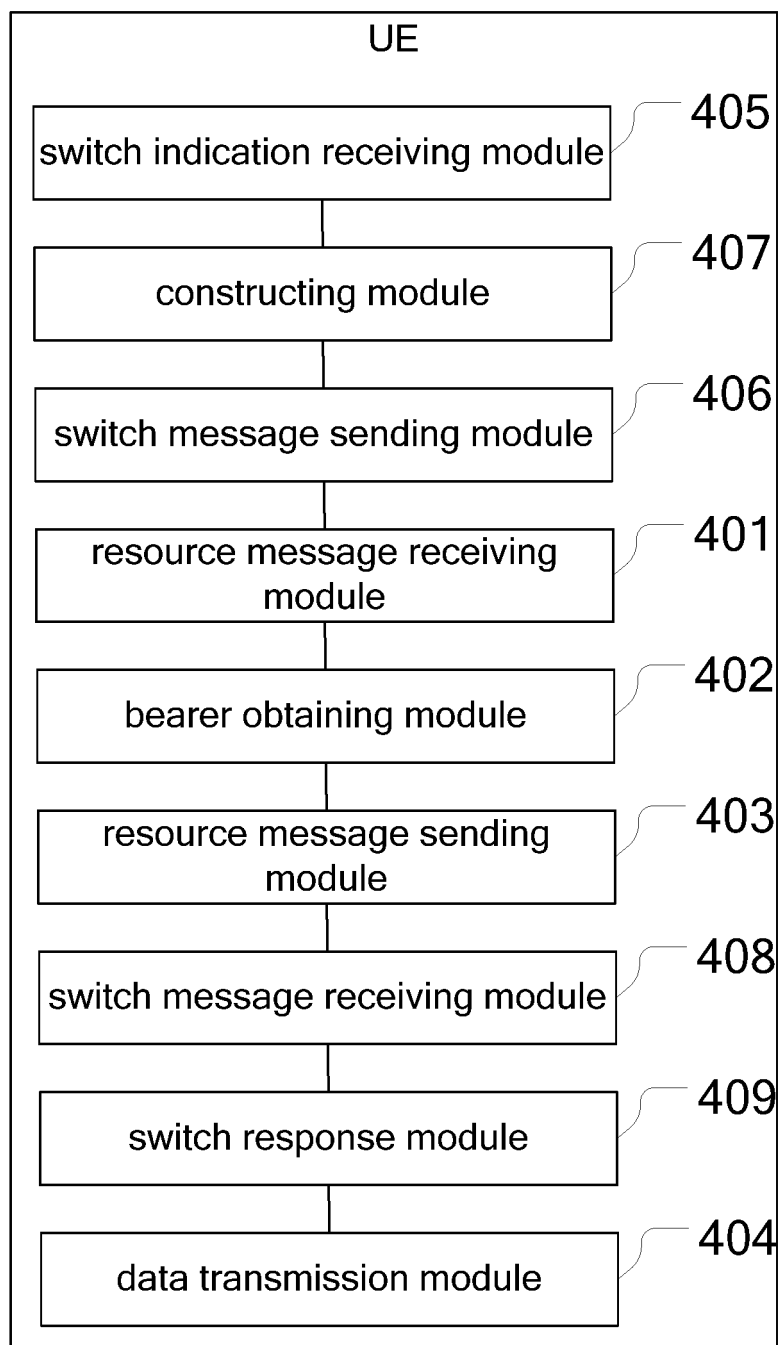 UE
405
switch indication receiving module
407
constructing module
406
switch message sending module
401
resource message receiving
module
402
bearer obtaining module
403
resource message sending
module
408
switch message receiving module
409
switch response module
404
data transmission module